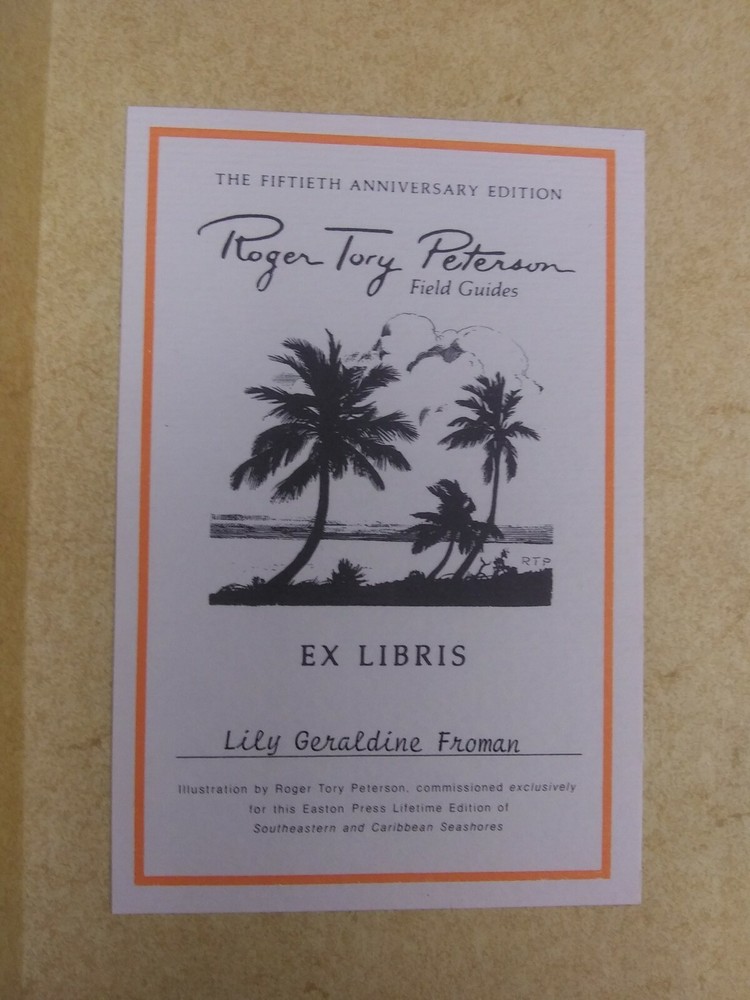 THE FIFTIETH ANNIVERSARY EDITION
Roger Tory Peterson
Field Guides
RTP
EX LIBRIS
Lily Geraldine Froman
Illustration by Roger Tory Peterson, commissioned exclusively
for this Easton Press Lifetime Edition of
Southeastern and Caribbean Seashores